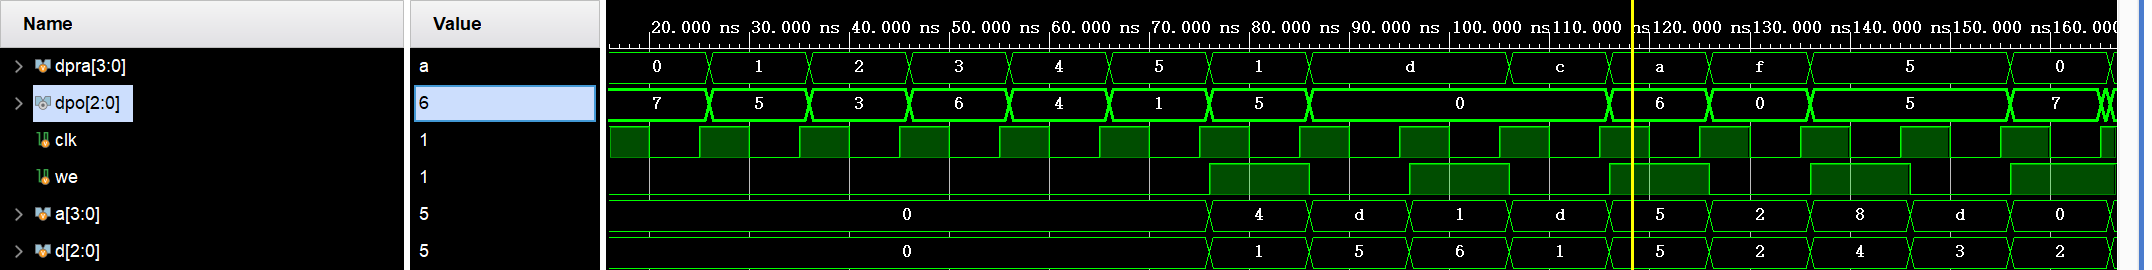 Name Value 20.000 ns 30.000 ns 40.000 ns 50.000 ns 60.000 ns 70.000 ns 80.000 ns 90.000 ns 100.000 ns 110.000 ns 120.000 ns 130.000 ns 140.000 ns 150.000 ns 160.000
dpra[3:0] a 0 1 2 3 4 5 1 d c a f 5 0
dpo[2:0] 6 7 5 3 6 4 1 5 0 6 0 5 7
clk 1
we 1
a[3:0] 5 0 4 d 1 d 5 2 8 d 0
d[2:0] 5 0 1 5 6 1 5 2 4 3 2